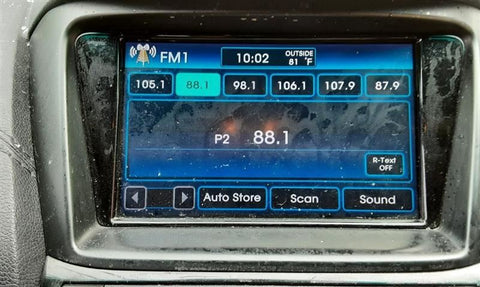 FM1 10:02 OUTSIDE 81 °F
105.1 88.1 98.1 106.1 107.9 87.9
P2 88.1
R-Text OFF
Auto Store Scan Sound